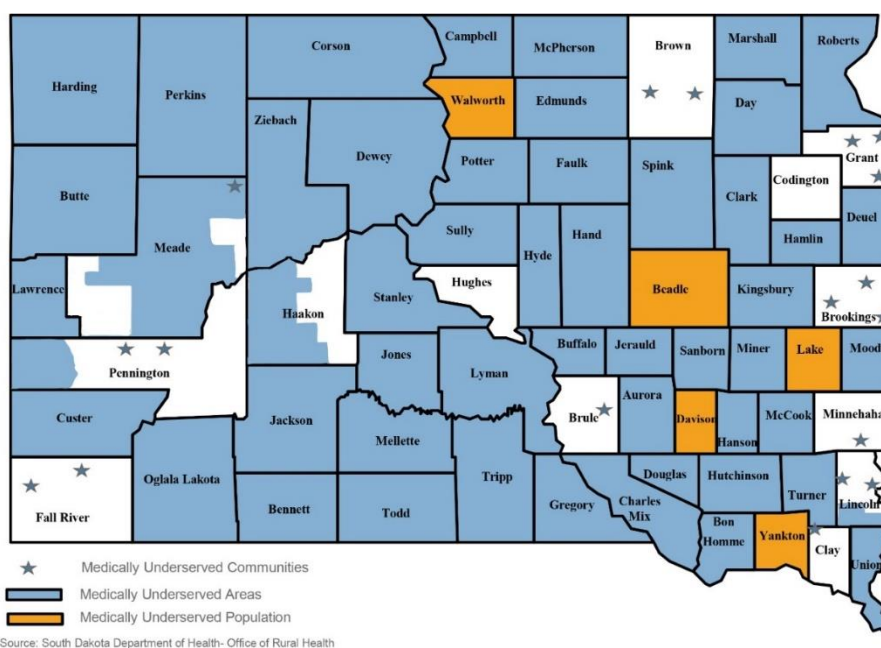 Campbell
Corson
McPherson
Brown
Marshall
Roberts
Harding
Perkins
Walworth
Edmunds
Ziebach
Day
Dewey
Grant
Potter
Faulk
Spink
Codington
Butte
Clark
Deuel
Meade
Sully
Hyde
Hand
Hamlin
Lawrence
Haakon
Stanley
Hughes
Beadle
Kingsbury
Brookings
Pennington
Jones
Lyman
Buffalo
Jerauld
Sanborn
Miner
Lake
Mood
Custer
Jackson
Brule
Aurora
Davison
Hanson
McCook
Minnehaha
Mellette
Oglala Lakota
Tripp
Gregory
Douglas
Hutchinson
Turner
Lincoln
Fall River
Bennett
Todd
Charles
Mix
Bon
Homme
Yankton
Clay
Union
Medically Underserved Communities
Medically Underserved Areas
Medically Underserved Population
Source: South Dakota Department of Health- Office of Rural Health